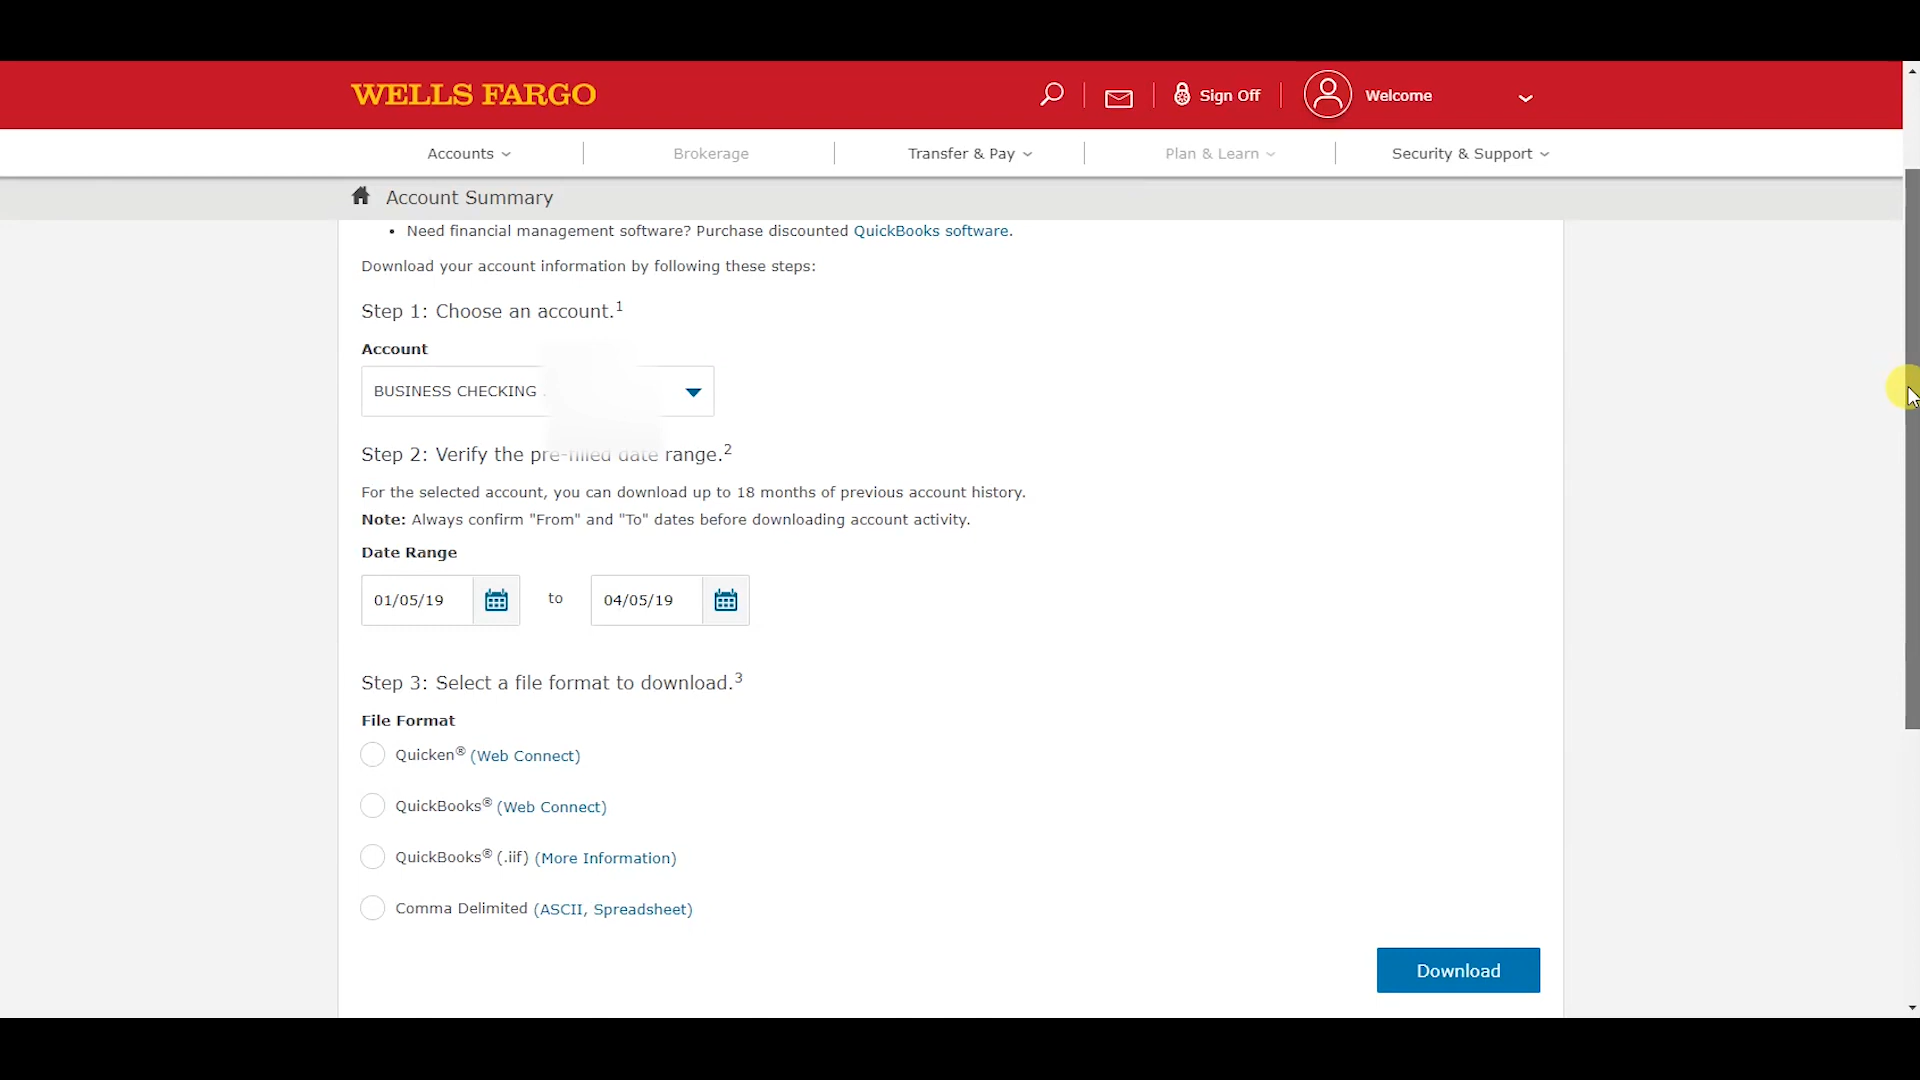 WELLS FARGO
Sign Off
Welcome
Accounts
Brokerage
Transfer & Pay
Plan & Learn
Security & Support
Account Summary
• Need financial management software? Purchase discounted QuickBooks software.
Download your account information by following these steps:
Step 1: Choose an account.1
Account
BUSINESS CHECKING
Step 2: Verify the pre-filled date range.2
For the selected account, you can download up to 18 months of previous account history.
Note: Always confirm "From" and "To" dates before downloading account activity.
Date Range
01/05/19 to 04/05/19
Step 3: Select a file format to download.3
File Format
Quicken® (Web Connect)
QuickBooks® (Web Connect)
QuickBooks® (.iif) (More Information)
Comma Delimited (ASCII, Spreadsheet)
Download